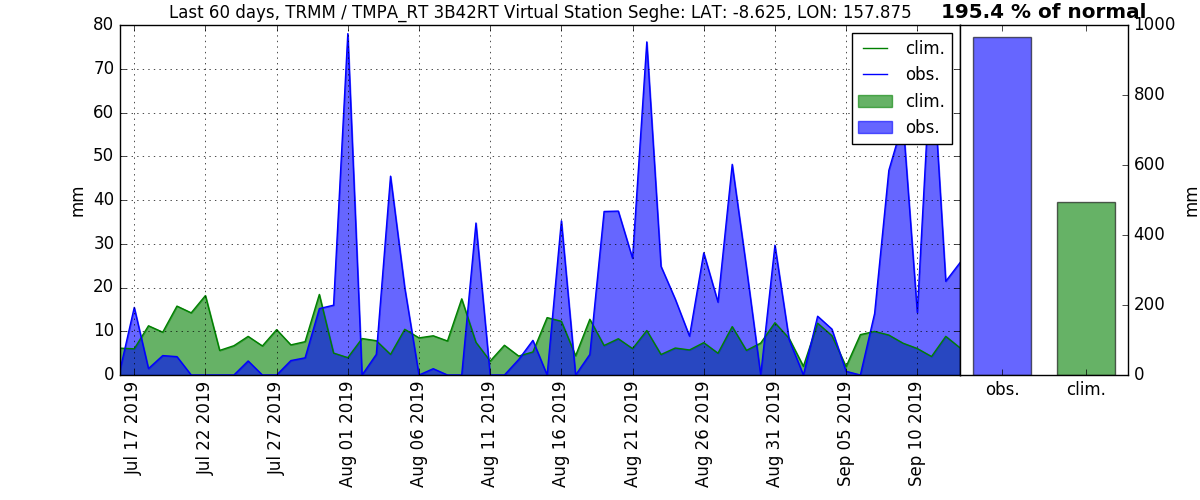 Last 60 days, TRMM / TMPA_RT 3B42RT Virtual Station Seghe: LAT: -8.625, LON: 157.875
195.4 % of normal
80
70
60
50
40
30
20
10
0
mm
clim.
obs.
clim.
obs.
1000
800
600
400
200
0
mm
Jul 17 2019
Jul 22 2019
Jul 27 2019
Aug 01 2019
Aug 06 2019
Aug 11 2019
Aug 16 2019
Aug 21 2019
Aug 26 2019
Aug 31 2019
Sep 05 2019
Sep 10 2019
obs.
clim.